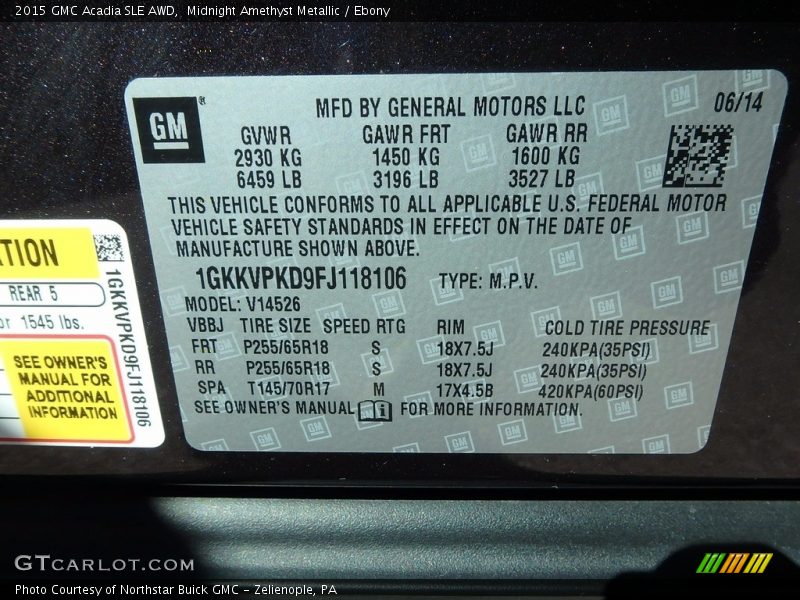 2015 GMC Acadia SLE AWD,  Midnight Amethyst Metallic / Ebony
GM
®
MFD BY GENERAL MOTORS LLC 06/14
GVWR GAWR FRT GAWR RR
2930 KG 1450 KG 1600 KG
6459 LB 3196 LB 3527 LB
THIS VEHICLE CONFORMS TO ALL APPLICABLE U.S. FEDERAL MOTOR
VEHICLE SAFETY STANDARDS IN EFFECT ON THE DATE OF
MANUFACTURE SHOWN ABOVE.
1GKKVPKD9FJ118106 TYPE: M.P.V.
MODEL: V14526
VBBJ TIRE SIZE SPEED RTG RIM COLD TIRE PRESSURE
FRT P255/65R18 S 18X7.5J 240KPA(35PSI)
RR P255/65R18 S 18X7.5J 240KPA(35PSI)
SPA T145/70R17 M 17X4.5B 420KPA(60PSI)
SEE OWNER'S MANUAL FOR MORE INFORMATION.
REAR 5
1545 lbs.
SEE OWNER'S
MANUAL FOR
ADDITIONAL
INFORMATION
1GKKVPKD9FJ118106
GTCARLOT.COM
Photo Courtesy of Northstar Buick GMC - Zelienople, PA